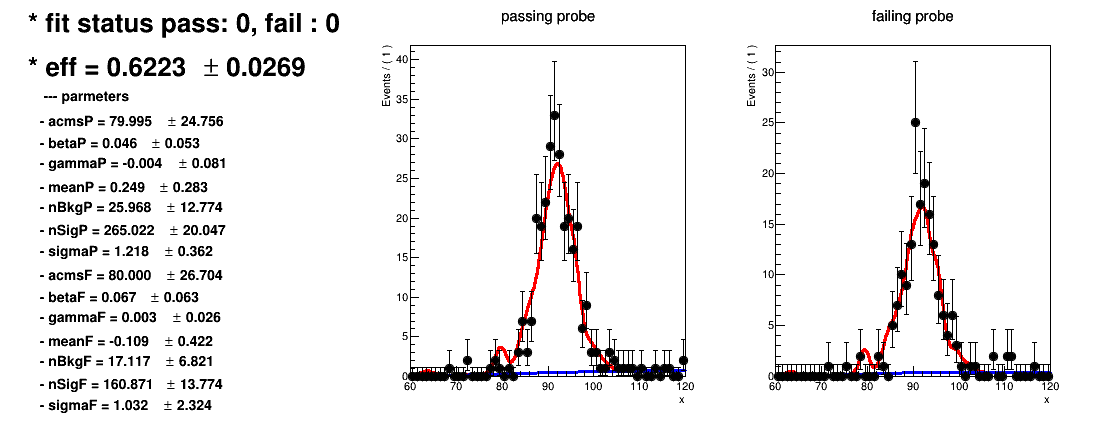 * fit status pass: 0, fail : 0
* eff = 0.6223 ± 0.0269
--- parmeters
- acmsP = 79.995 ± 24.756
- betaP = 0.046 ± 0.053
- gammaP = -0.004 ± 0.081
- meanP = 0.249 ± 0.283
- nBkgP = 25.968 ± 12.774
- nSigP = 265.022 ± 20.047
- sigmaP = 1.218 ± 0.362
- acmsF = 80.000 ± 26.704
- betaF = 0.067 ± 0.063
- gammaF = 0.003 ± 0.026
- meanF = -0.109 ± 0.422
- nBkgF = 17.117 ± 6.821
- nSigF = 160.871 ± 13.774
- sigmaF = 1.032 ± 2.324
passing probe
Events / ( 1 )
40
35
30
25
20
15
10
5
0
60 70 80 90 100 110 120
x
failing probe
Events / ( 1 )
30
25
20
15
10
5
0
60 70 80 90 100 110 120
x